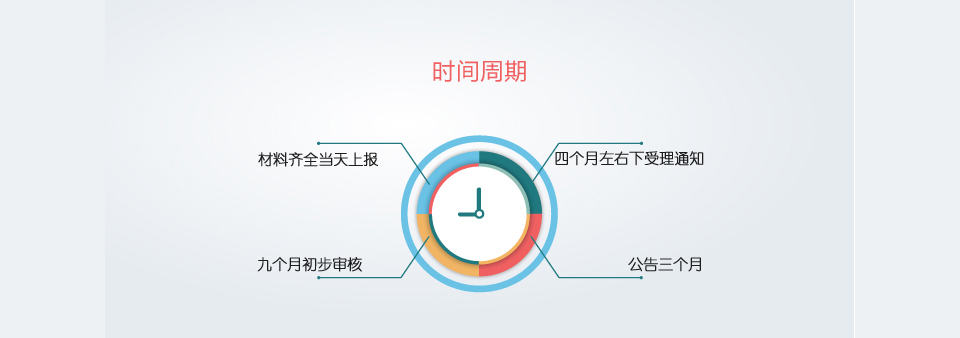 时间周期
材料齐全当天上报
四个月左右下受理通知
九个月初步审核
公告三个月